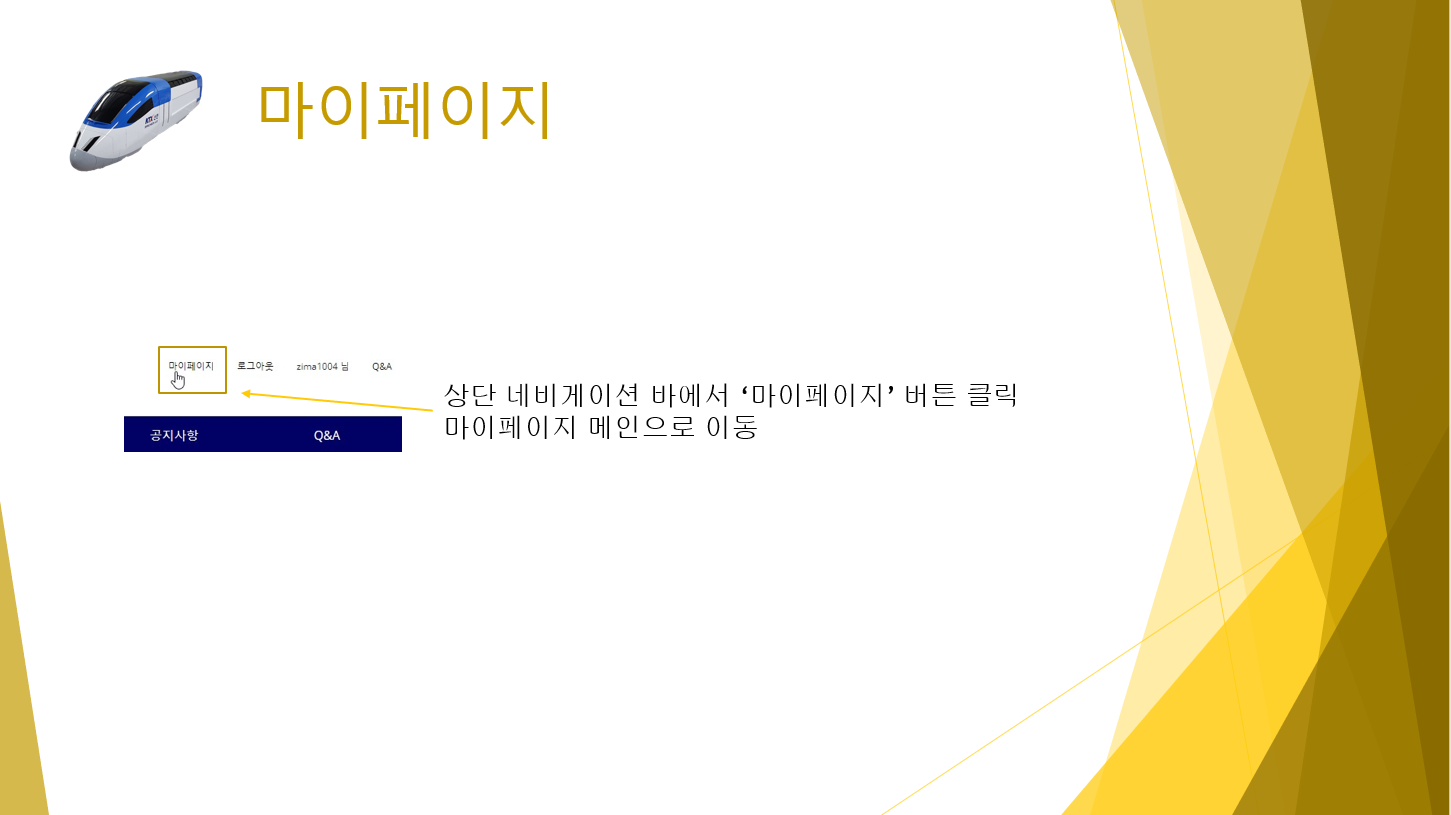 마이페이지
KTX
마이페이지 로그아웃 zima1004 님 Q&A
공지사항 Q&A
상단 네비게이션 바에서 ‘마이페이지’ 버튼 클릭
마이페이지 메인으로 이동